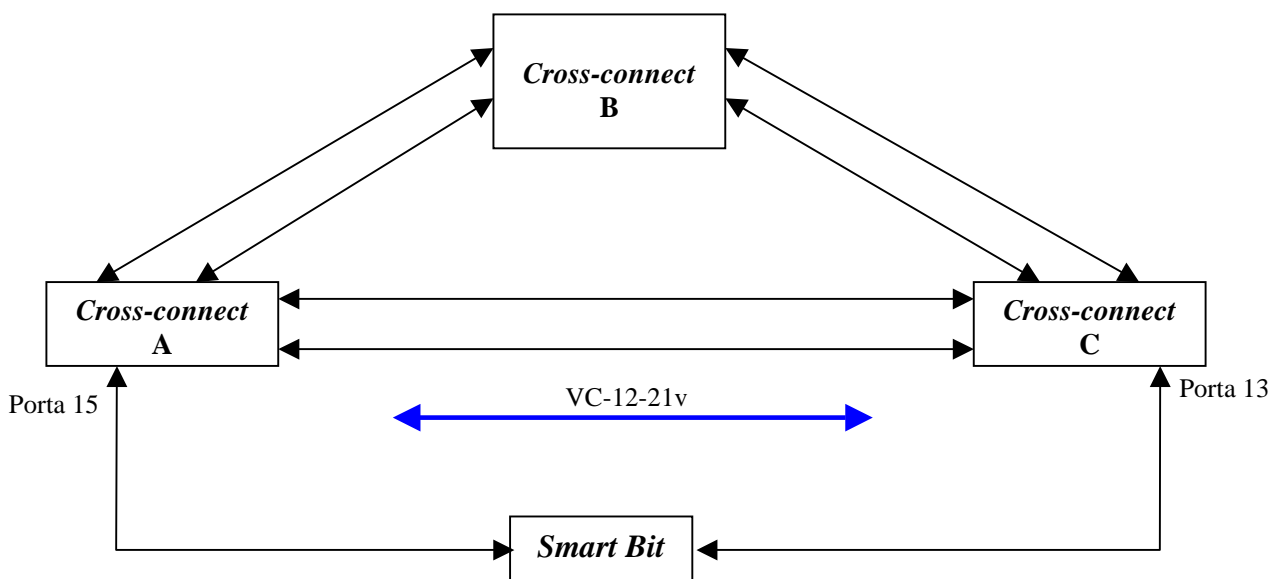 Cross-connect
B
Cross-connect
A
Cross-connect
C
Porta 15
VC-12-21v
Porta 13
Smart Bit